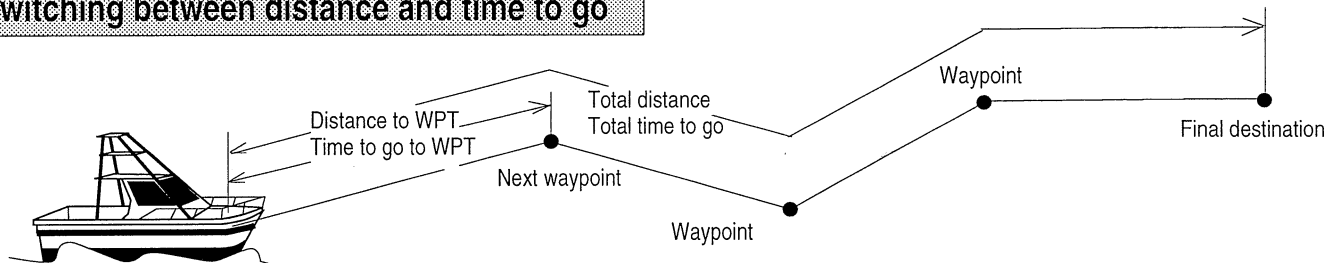 witching between distance and time to go
Distance to WPT
Time to go to WPT
Total distance
Total time to go
Next waypoint
Waypoint
Waypoint
Final destination